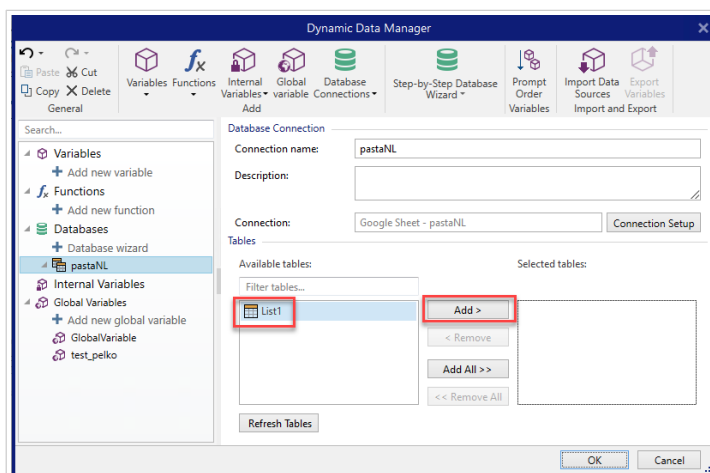 Dynamic Data Manager
Paste Cut
Copy Delete
General
Variables Functions
Internal Variables
Global variable
Database Connections
Add
Step-by-Step Database Wizard
Prompt Order
Variables
Import Data Sources
Export Variables
Import and Export
Search...
Variables
Add new variable
fx Functions
Add new function
Databases
Database wizard
pastaNL
Internal Variables
Global Variables
Add new global variable
GlobalVariable
test_pelko
Database Connection
Connection name: pastaNL
Description:
Connection: Google Sheet - pastaNL Connection Setup
Tables
Available tables: Selected tables:
Filter tables...
List1
Add >
< Remove
Add All >>
<< Remove All
Refresh Tables
OK Cancel